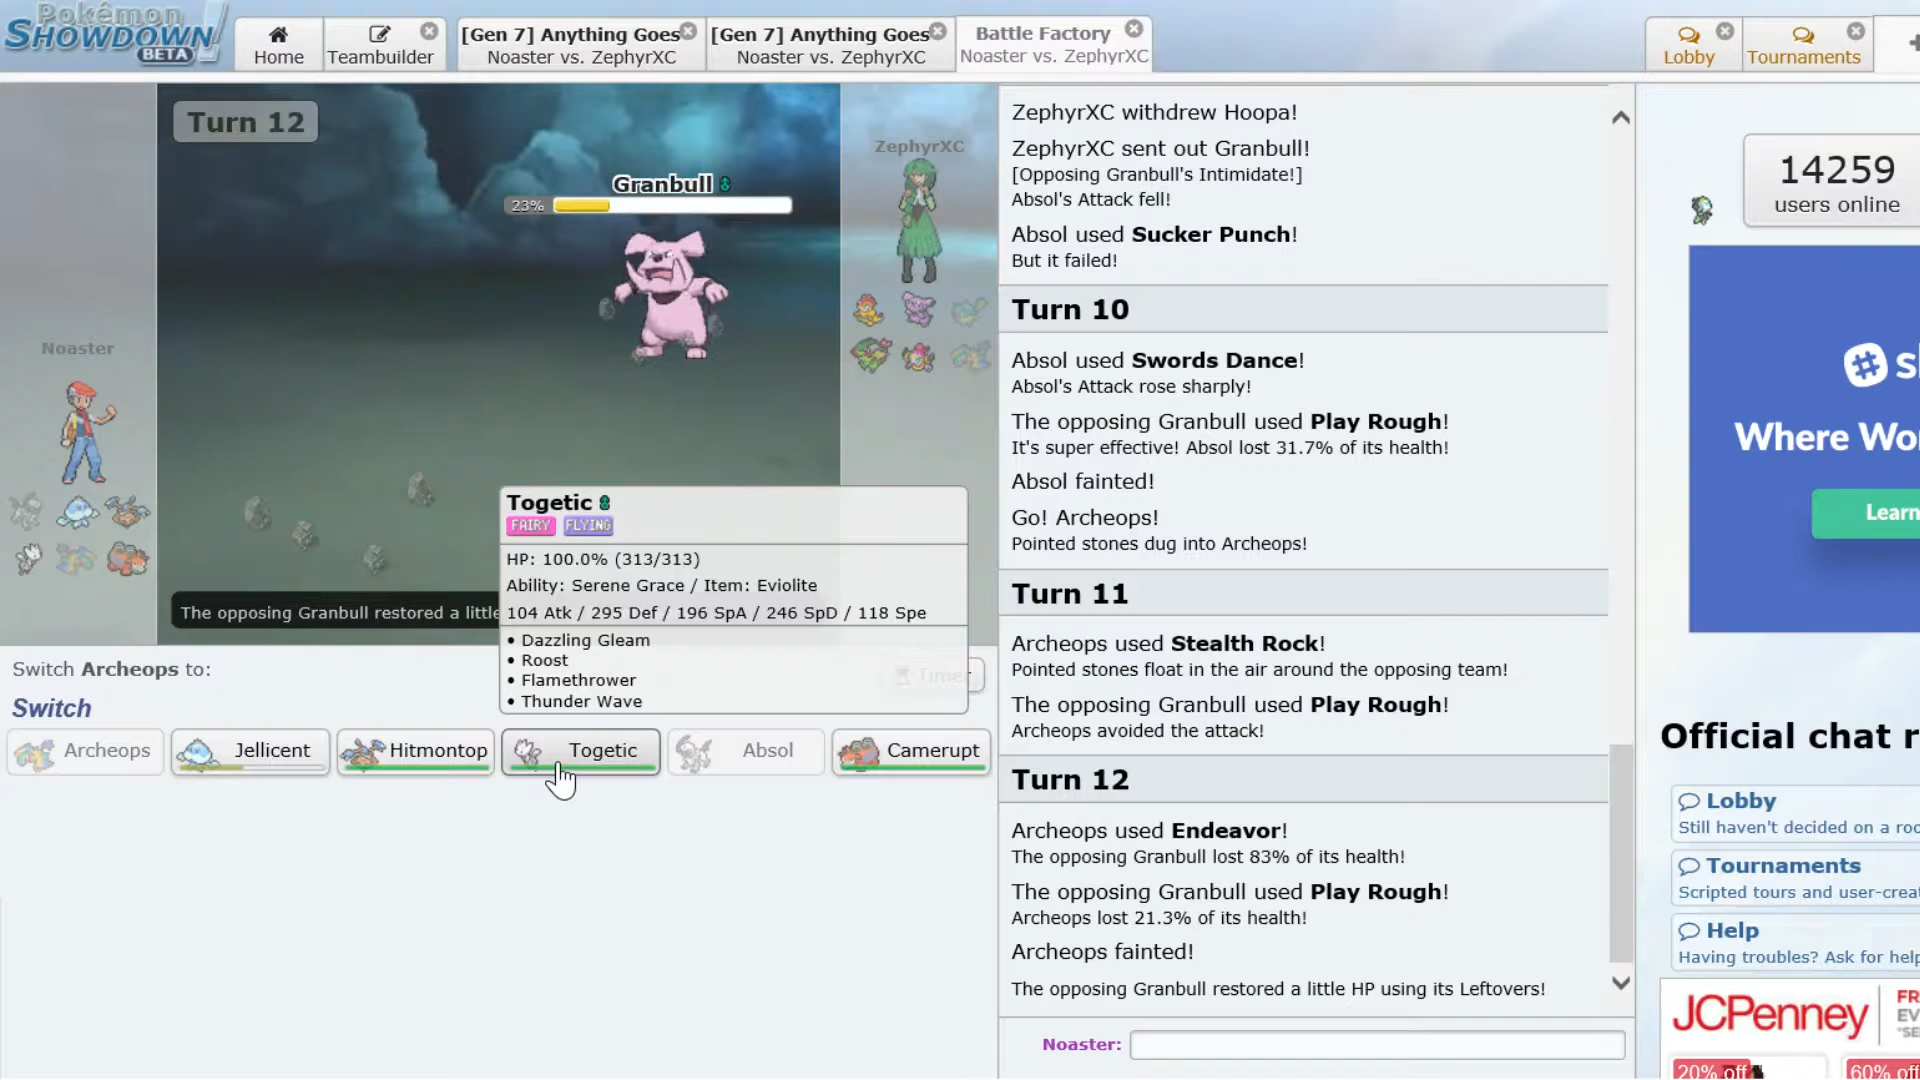 Pokémon
SHOWDOWN
BETA
Home
Teambuilder
[Gen 7] Anything Goes
Noaster vs. ZephyrXC
[Gen 7] Anything Goes
Noaster vs. ZephyrXC
Battle Factory
Noaster vs. ZephyrXC
Lobby
Tournaments
Turn 12
ZephyrXC
Granbull
23%
Noaster
The opposing Granbull restored a little
Togetic
FAIRY FLYING
HP: 100.0% (313/313)
Ability: Serene Grace / Item: Eviolite
104 Atk / 295 Def / 196 SpA / 246 SpD / 118 Spe
• Dazzling Gleam
• Roost
• Flamethrower
• Thunder Wave
Timer
Switch Archeops to:
Switch
Archeops
Jellicent
Hitmontop
Togetic
Absol
Camerupt
ZephyrXC withdrew Hoopa!
ZephyrXC sent out Granbull!
[Opposing Granbull's Intimidate!]
Absol's Attack fell!
Absol used Sucker Punch!
But it failed!
Turn 10
Absol used Swords Dance!
Absol's Attack rose sharply!
The opposing Granbull used Play Rough!
It's super effective! Absol lost 31.7% of its health!
Absol fainted!
Go! Archeops!
Pointed stones dug into Archeops!
Turn 11
Archeops used Stealth Rock!
Pointed stones float in the air around the opposing team!
The opposing Granbull used Play Rough!
Archeops avoided the attack!
Turn 12
Archeops used Endeavor!
The opposing Granbull lost 83% of its health!
The opposing Granbull used Play Rough!
Archeops lost 21.3% of its health!
Archeops fainted!
The opposing Granbull restored a little HP using its Leftovers!
Noaster:
14259
users online
Where Wo
Learn
Official chat r
Lobby
Still haven't decided on a roo
Tournaments
Scripted tours and user-crea
Help
Having troubles? Ask for help
JCPenney
FR
EV
"SE
20% off
60% off